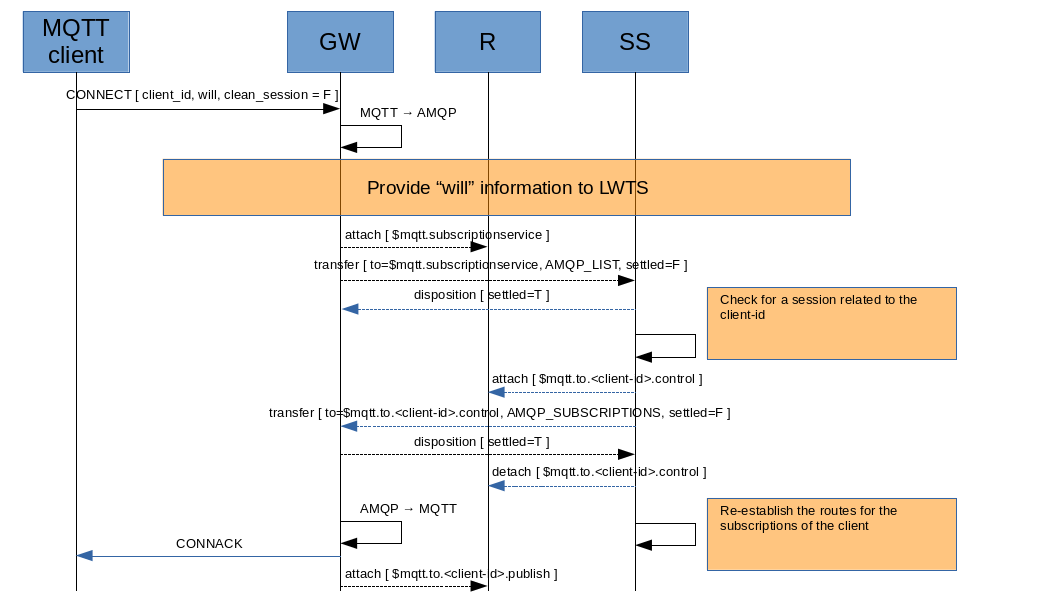 MQTT
client
GW
R
SS
CONNECT [ client_id, will, clean_session = F ]
MQTT → AMQP
Provide “will” information to LWTS
attach [ $mqtt.subscriptionservice ]
transfer [ to=$mqtt.subscriptionservice, AMQP_LIST, settled=F ]
disposition [ settled=T ]
Check for a session related to the
client-id
attach [ $mqtt.to.<client-id>.control ]
transfer [ to=$mqtt.to.<client-id>.control, AMQP_SUBSCRIPTIONS, settled=F ]
disposition [ settled=T ]
detach [ $mqtt.to.<client-id>.control ]
AMQP → MQTT
Re-establish the routes for the
subscriptions of the client
CONNACK
attach [ $mqtt.to.<client-id>.publish ]